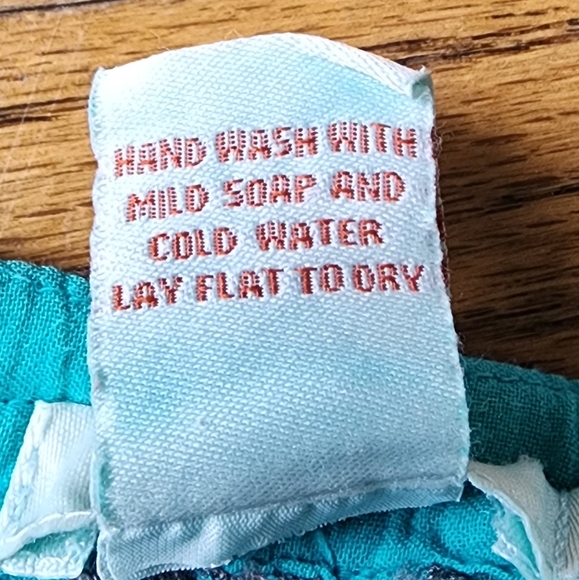 HAND WASH WITH
MILD SOAP AND
COLD WATER
LAY FLAT TO DRY